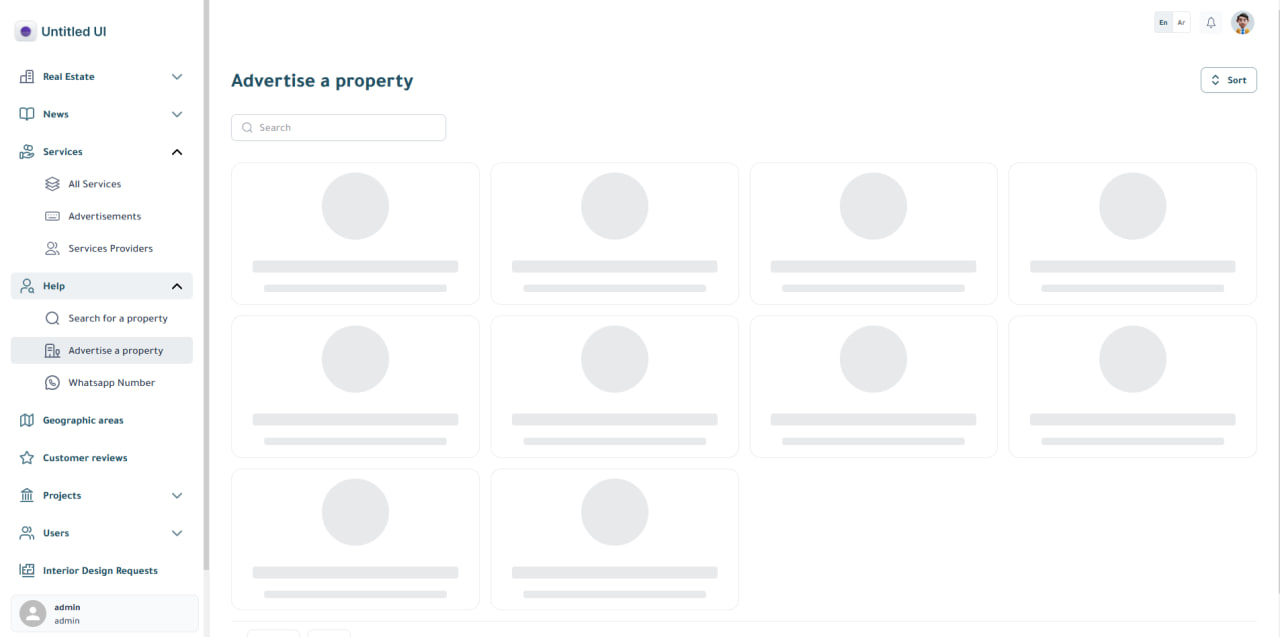 Untitled UI
Real Estate
News
Services
All Services
Advertisements
Services Providers
Help
Search for a property
Advertise a property
Whatsapp Number
Geographic areas
Customer reviews
Projects
Users
Interior Design Requests
admin
admin
En Ar
Advertise a property
Sort
Search